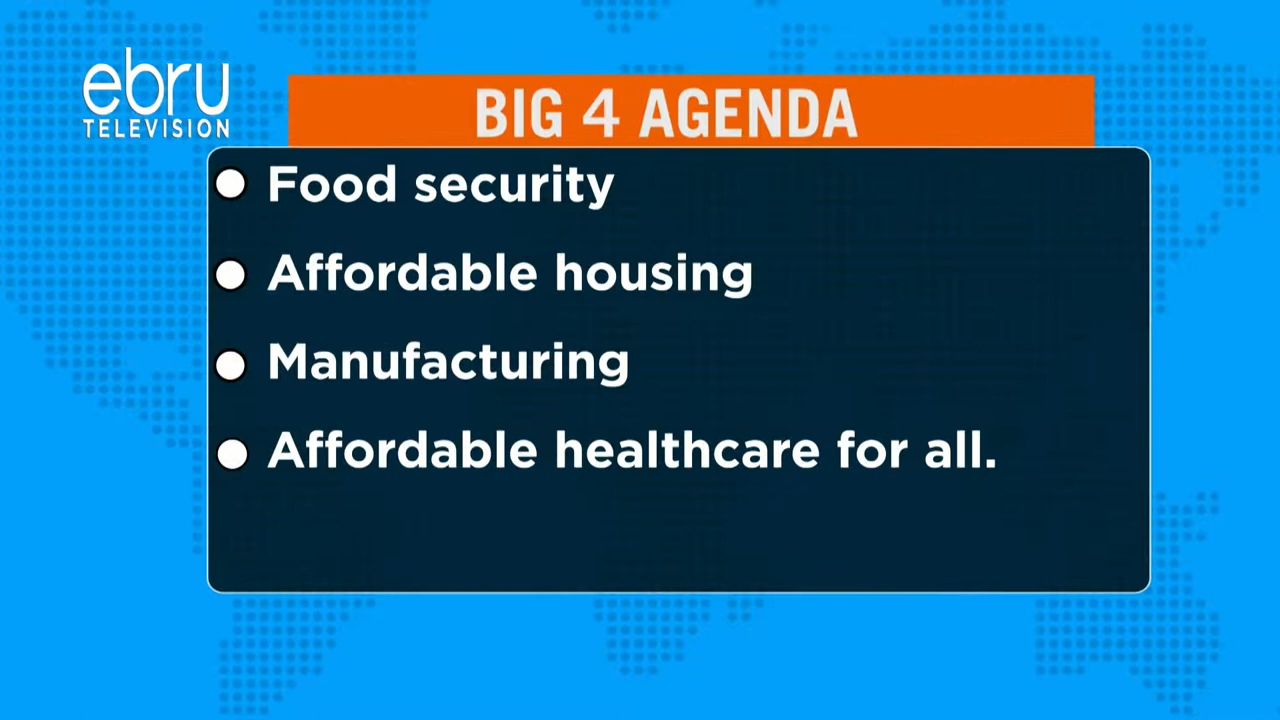 ebru
TELEVISION
BIG 4 AGENDA
Food security
Affordable housing
Manufacturing
Affordable healthcare for all.